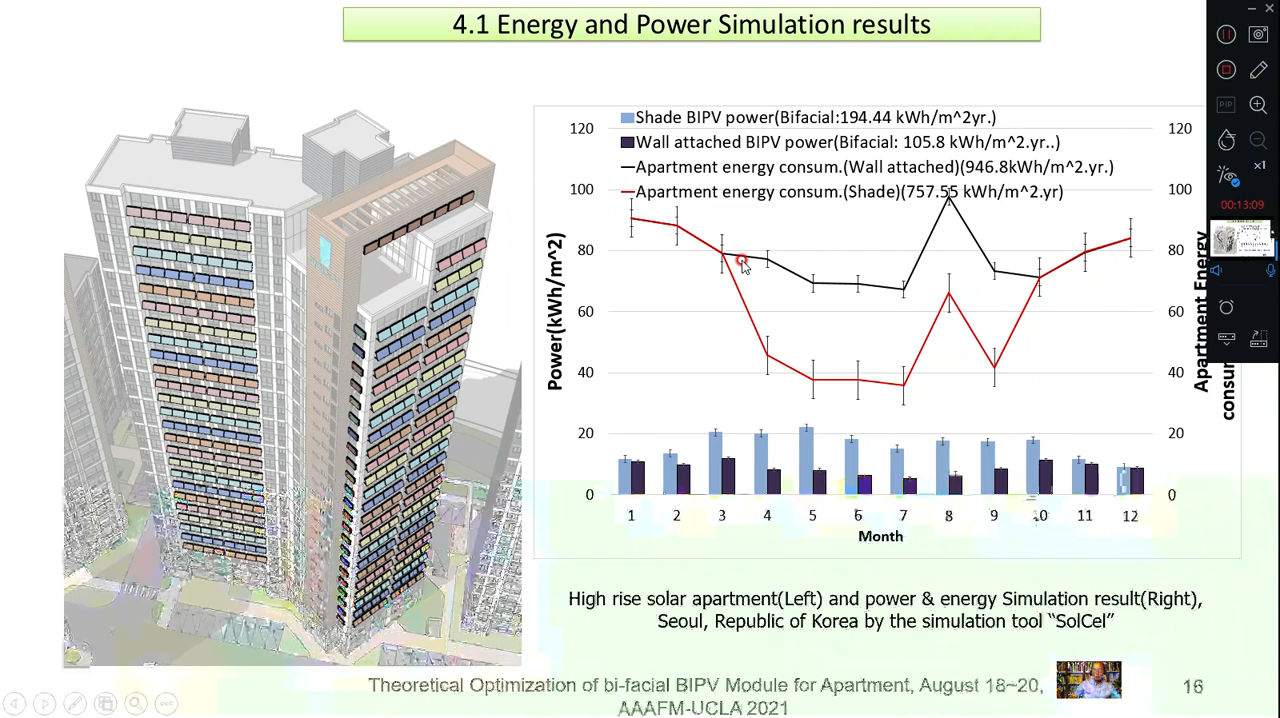 4.1 Energy and Power Simulation results
Shade BIPV power(Bifacial:194.44 kWh/m^2yr.)
Wall attached BIPV power(Bifacial: 105.8 kWh/m^2.yr..)
Apartment energy consum.(Wall attached)(946.8kWh/m^2.yr.)
Apartment energy consum.(Shade)(757.55 kWh/m^2.yr)
120
100
80
60
40
20
0
Power(kWh/m^2)
120
100
80
60
40
20
0
Apartment Energy
consum
1 2 3 4 5 6 7 8 9 10 11 12
Month
High rise solar apartment(Left) and power & energy Simulation result(Right),
Seoul, Republic of Korea by the simulation tool “SolCel”
Theoretical Optimization of bi-facial BIPV Module for Apartment, August 18~20,
AAAFM-UCLA 2021
16
PIP
x1
00:13:09